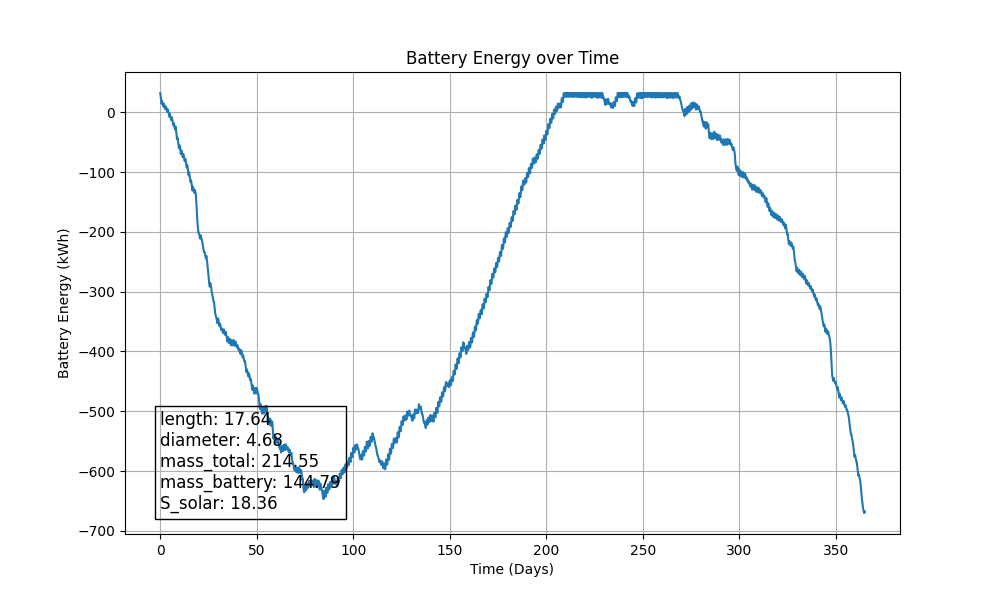 Battery Energy over Time
Battery Energy (kWh)
0
−100
−200
−300
−400
−500
−600
−700
length: 17.64
diameter: 4.68
mass_total: 214.55
mass_battery: 144.79
S_solar: 18.36
0 50 100 150 200 250 300 350
Time (Days)